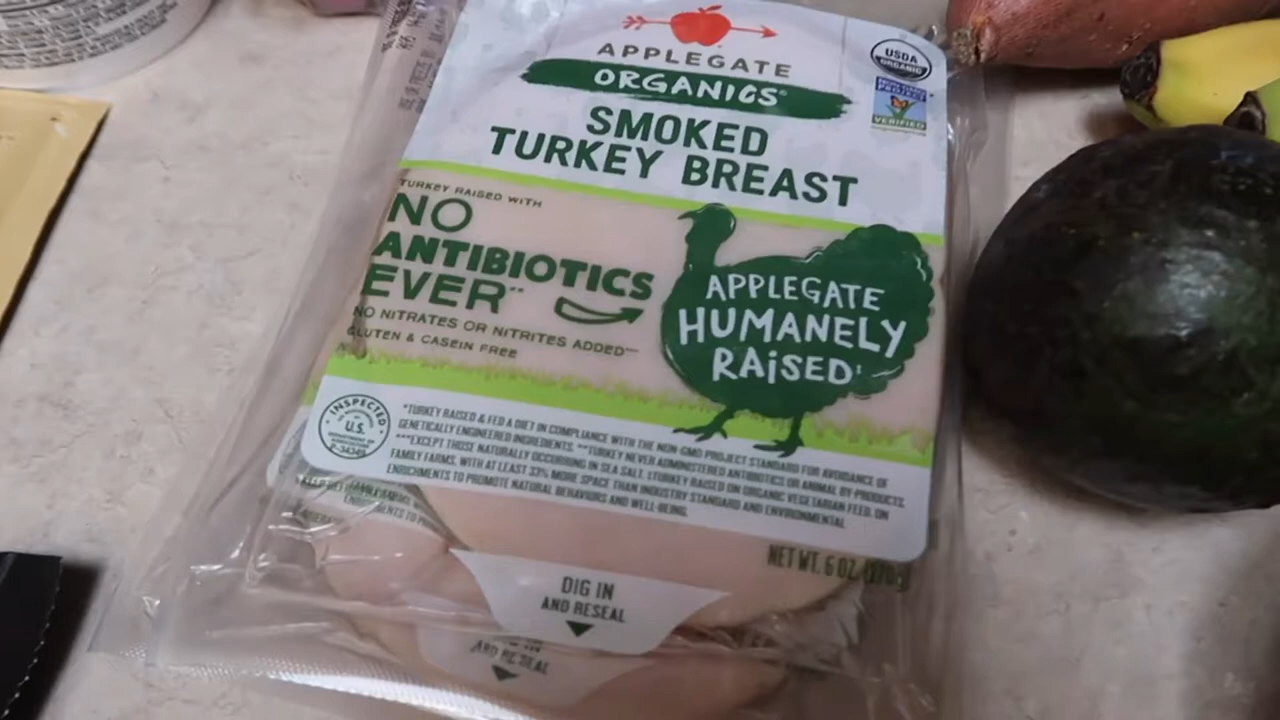 APPLEGATE
ORGANICS®
SMOKED
TURKEY BREAST
USDA
ORGANIC
PROJECT
VERIFIED
TURKEY RAISED WITH
NO
ANTIBIOTICS
EVER**
NO NITRATES OR NITRITES ADDED***
GLUTEN & CASEIN FREE
APPLEGATE
HUMANELY
RAISED‡
INSPECTED
U.S.
DEPARTMENT OF
AGRICULTURE
P-34349
*TURKEY RAISED & FED A DIET IN COMPLIANCE WITH THE NON-GMO PROJECT STANDARD FOR AVOIDANCE OF
GENETICALLY ENGINEERED INGREDIENTS. **TURKEY NEVER ADMINISTERED ANTIBIOTICS OR ANIMAL BY-PRODUCTS.
***EXCEPT THOSE NATURALLY OCCURRING IN SEA SALT. ‡TURKEY RAISED ON ORGANIC VEGETARIAN FEED, ON
FAMILY FARMS, WITH AT LEAST 33% MORE SPACE THAN INDUSTRY STANDARD AND ENVIRONMENTAL
ENRICHMENTS TO PROMOTE NATURAL BEHAVIORS AND WELL-BEING.
NET WT. 6 OZ
DIG IN
AND RESEAL
AND RESEAL